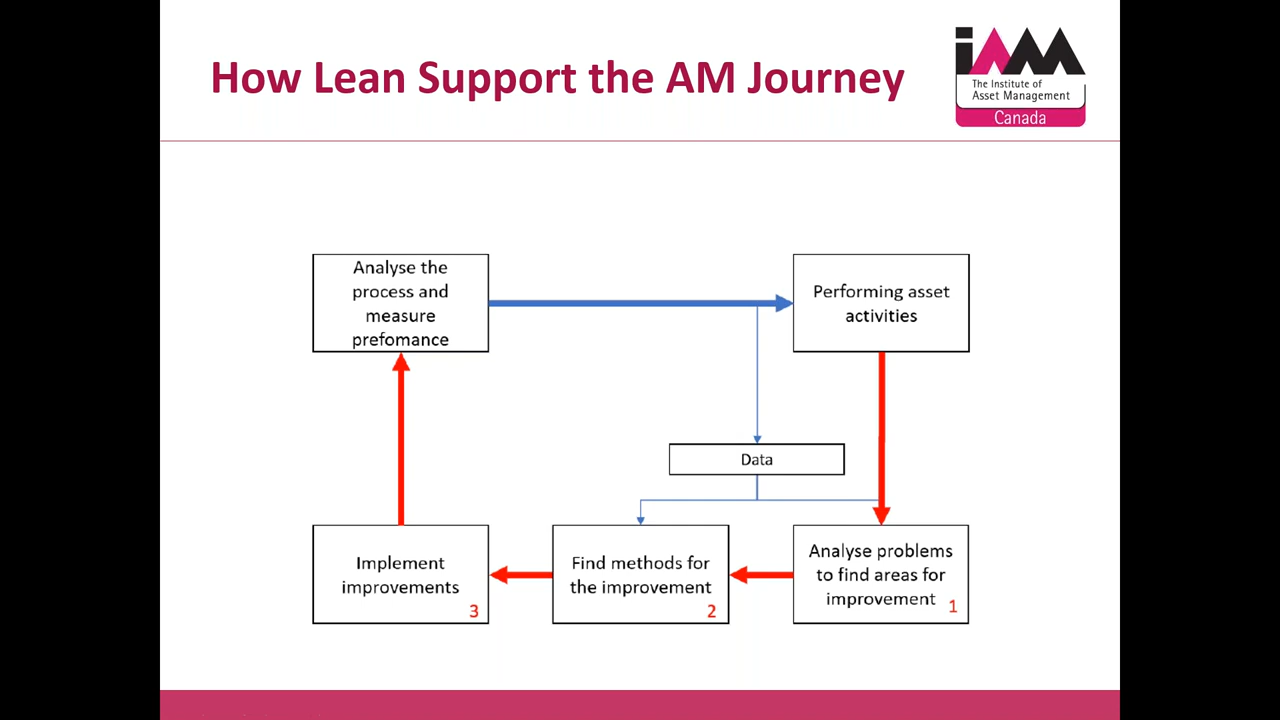 How Lean Support the AM Journey
iAM
The Institute of
Asset Management
Canada
Analyse the
process and
measure
prefomance
Performing asset
activities
Data
Implement
improvements
3
Find methods for
the improvement
2
Analyse problems
to find areas for
improvement
1